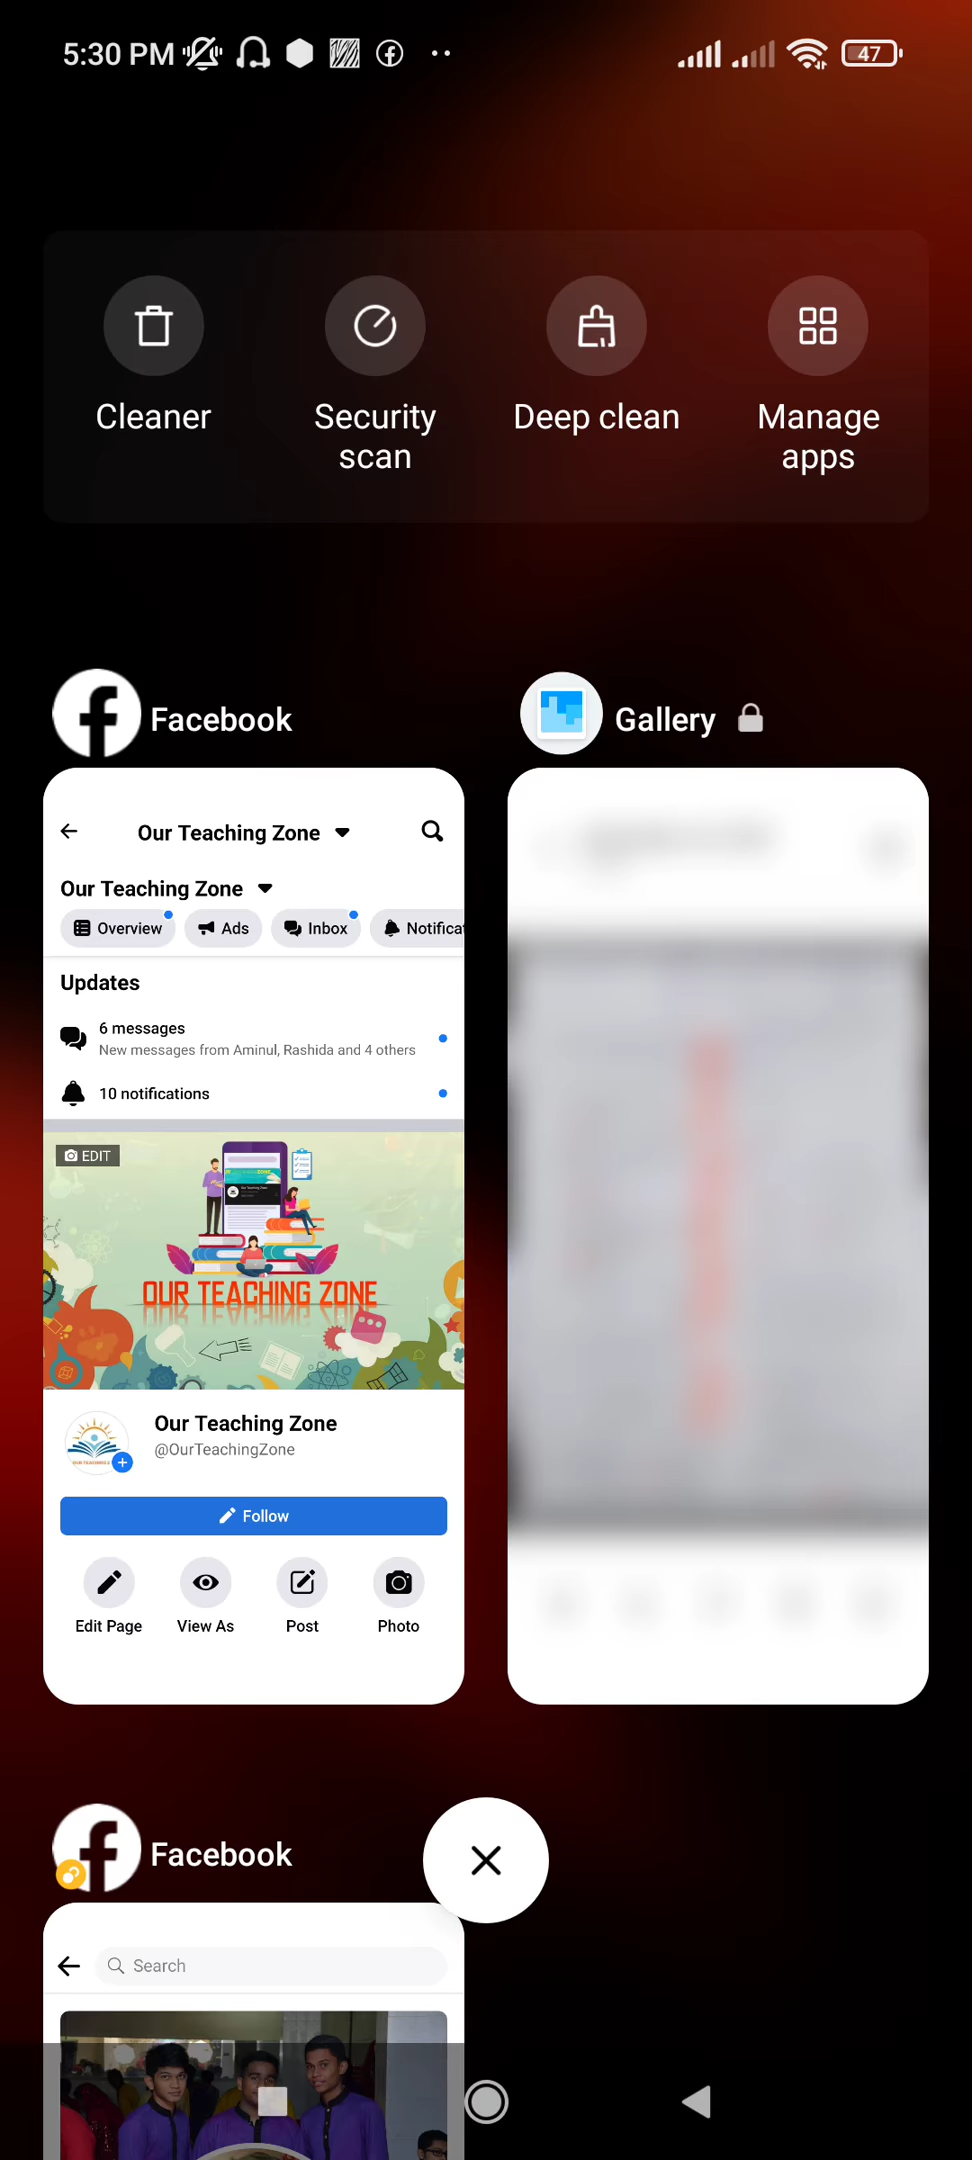 5:30 PM
47
Cleaner
Security
scan
Deep clean
Manage
apps
Facebook
Gallery
Our Teaching Zone
Our Teaching Zone
Overview
Ads
Inbox
Notificat
Updates
6 messages
New messages from Aminul, Rashida and 4 others
10 notifications
EDIT
OUR TEACHING ZONE
Our Teaching Zone
@OurTeachingZone
Follow
Edit Page
View As
Post
Photo
Facebook
Search